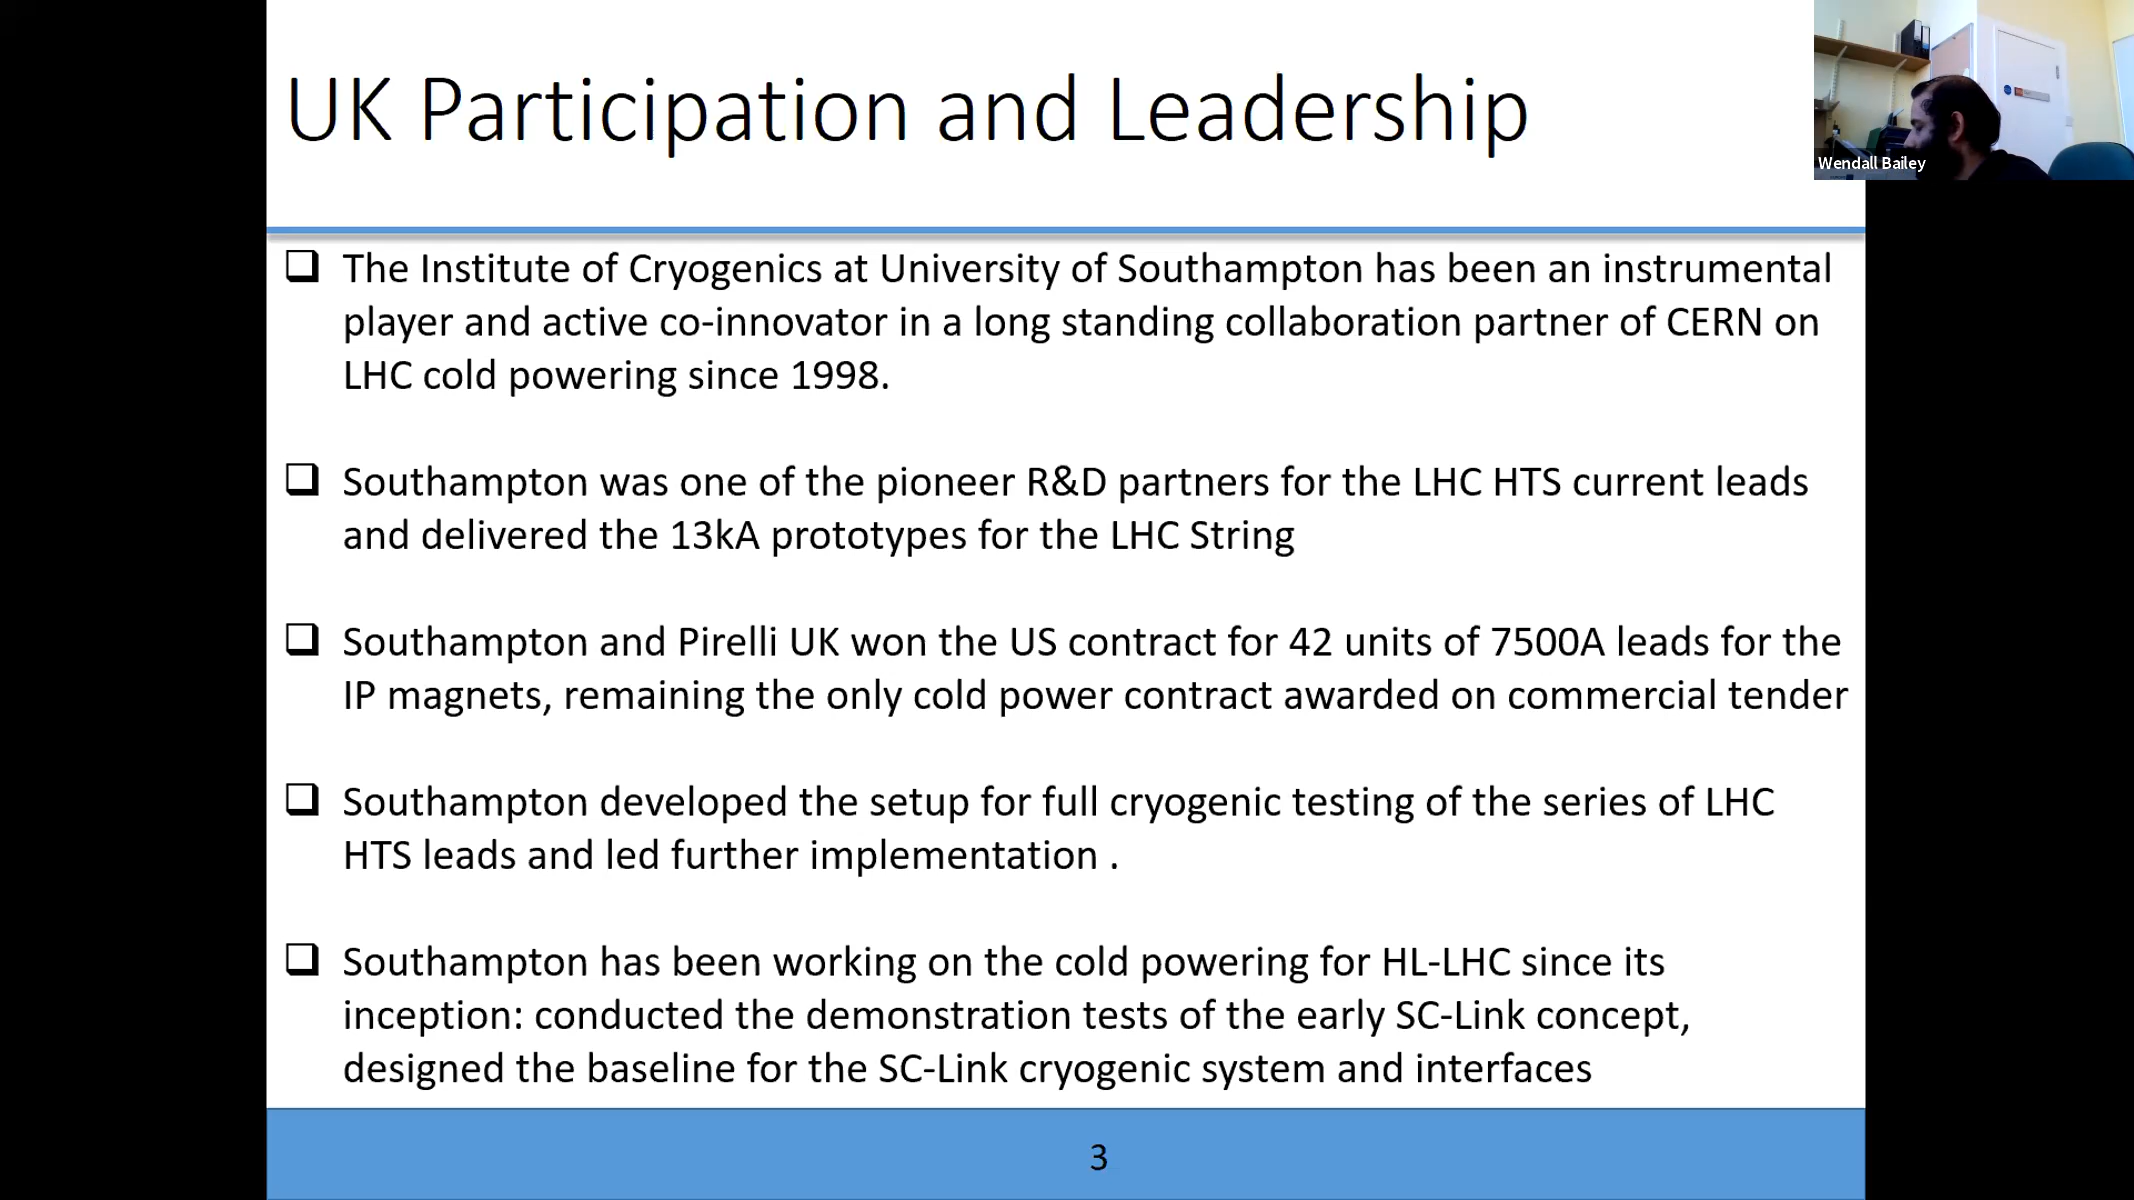 UK Participation and Leadership
Wendall Bailey
The Institute of Cryogenics at University of Southampton has been an instrumental
player and active co-innovator in a long standing collaboration partner of CERN on
LHC cold powering since 1998.
Southampton was one of the pioneer R&D partners for the LHC HTS current leads
and delivered the 13kA prototypes for the LHC String
Southampton and Pirelli UK won the US contract for 42 units of 7500A leads for the
IP magnets, remaining the only cold power contract awarded on commercial tender
Southampton developed the setup for full cryogenic testing of the series of LHC
HTS leads and led further implementation .
Southampton has been working on the cold powering for HL-LHC since its
inception: conducted the demonstration tests of the early SC-Link concept,
designed the baseline for the SC-Link cryogenic system and interfaces
3